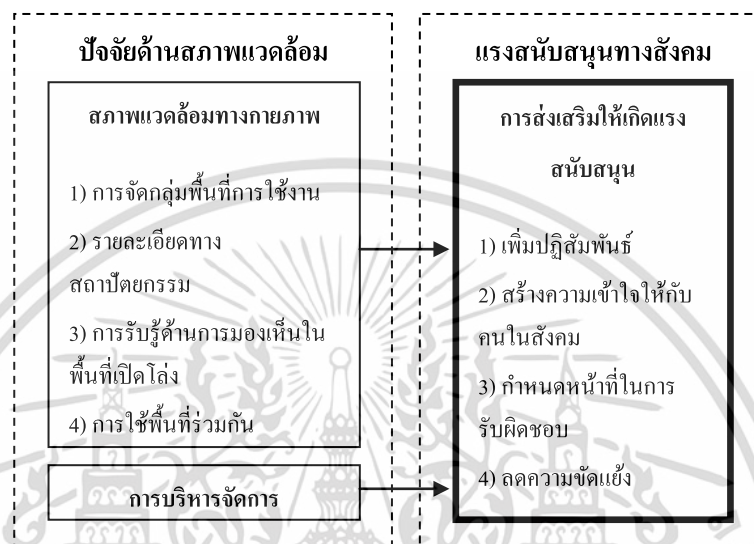 ปัจจัยด้านสภาพแวดล้อม
สภาพแวดล้อมทางกายภาพ
1) การจัดกลุ่มพื้นที่การใช้งาน
2) รายละเอียดทาง
สถาปัตยกรรม
3) การรับรู้ด้านการมองเห็นใน
พื้นที่เปิดโล่ง
4) การใช้พื้นที่ร่วมกัน
การบริหารจัดการ
แรงสนับสนุนทางสังคม
การส่งเสริมให้เกิดแรง
สนับสนุน
1) เพิ่มปฏิสัมพันธ์
2) สร้างความเข้าใจให้กับ
คนในสังคม
3) กำหนดหน้าที่ในการ
รับผิดชอบ
4) ลดความขัดแย้ง